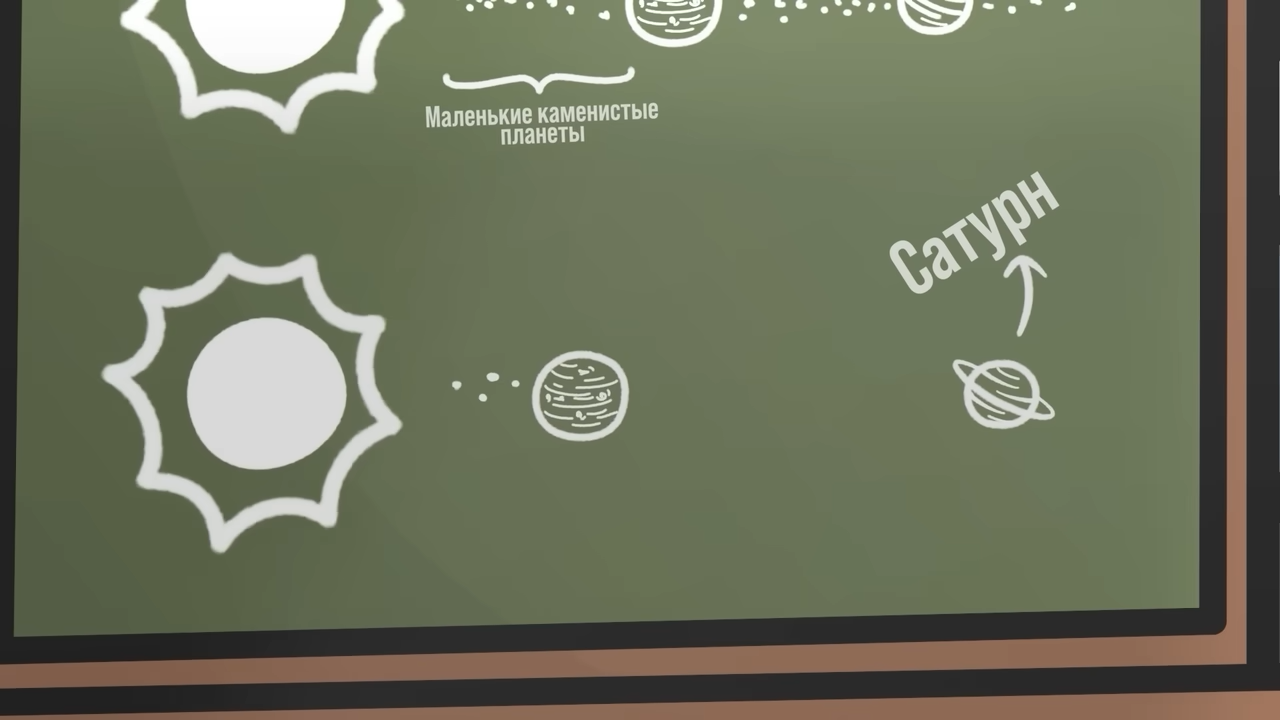 Маленькие каменистые
планеты
Сатурн